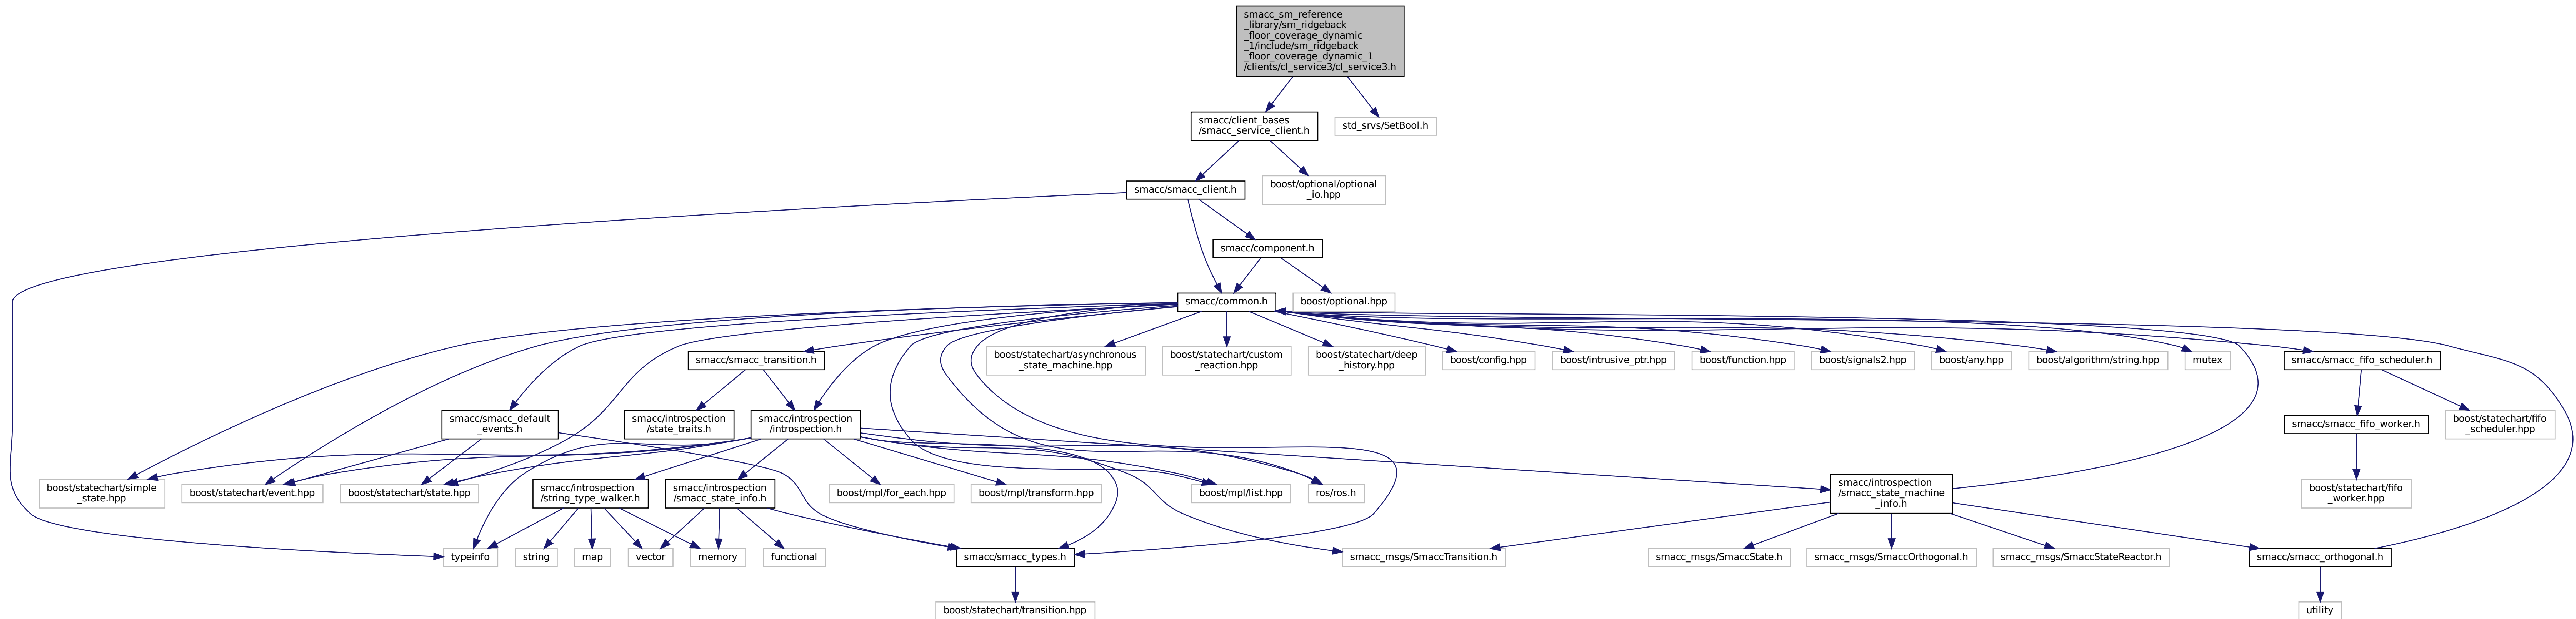 smacc_sm_reference
_library/sm_ridgeback
_floor_coverage_dynamic
_1/include/sm_ridgeback
_floor_coverage_dynamic_1
/clients/cl_service3/cl_service3.h
smacc/client_bases
/smacc_service_client.h
std_srvs/SetBool.h
smacc/smacc_client.h
boost/optional/optional
_io.hpp
smacc/component.h
smacc/common.h
boost/optional.hpp
smacc/smacc_transition.h
boost/statechart/asynchronous
_state_machine.hpp
boost/statechart/custom
_reaction.hpp
boost/statechart/deep
_history.hpp
boost/config.hpp
boost/intrusive_ptr.hpp
boost/function.hpp
boost/signals2.hpp
boost/any.hpp
boost/algorithm/string.hpp
mutex
smacc/smacc_fifo_scheduler.h
smacc/smacc_default
_events.h
smacc/introspection
/state_traits.h
smacc/introspection
/introspection.h
smacc/smacc_fifo_worker.h
boost/statechart/fifo
_scheduler.hpp
boost/statechart/simple
_state.hpp
boost/statechart/event.hpp
boost/statechart/state.hpp
smacc/introspection
/string_type_walker.h
smacc/introspection
/smacc_state_info.h
boost/mpl/for_each.hpp
boost/mpl/transform.hpp
boost/mpl/list.hpp
ros/ros.h
smacc/introspection
/smacc_state_machine
_info.h
boost/statechart/fifo
_worker.hpp
typeinfo
string
map
vector
memory
functional
smacc/smacc_types.h
smacc_msgs/SmaccTransition.h
smacc_msgs/SmaccState.h
smacc_msgs/SmaccOrthogonal.h
smacc_msgs/SmaccStateReactor.h
smacc/smacc_orthogonal.h
boost/statechart/transition.hpp
utility